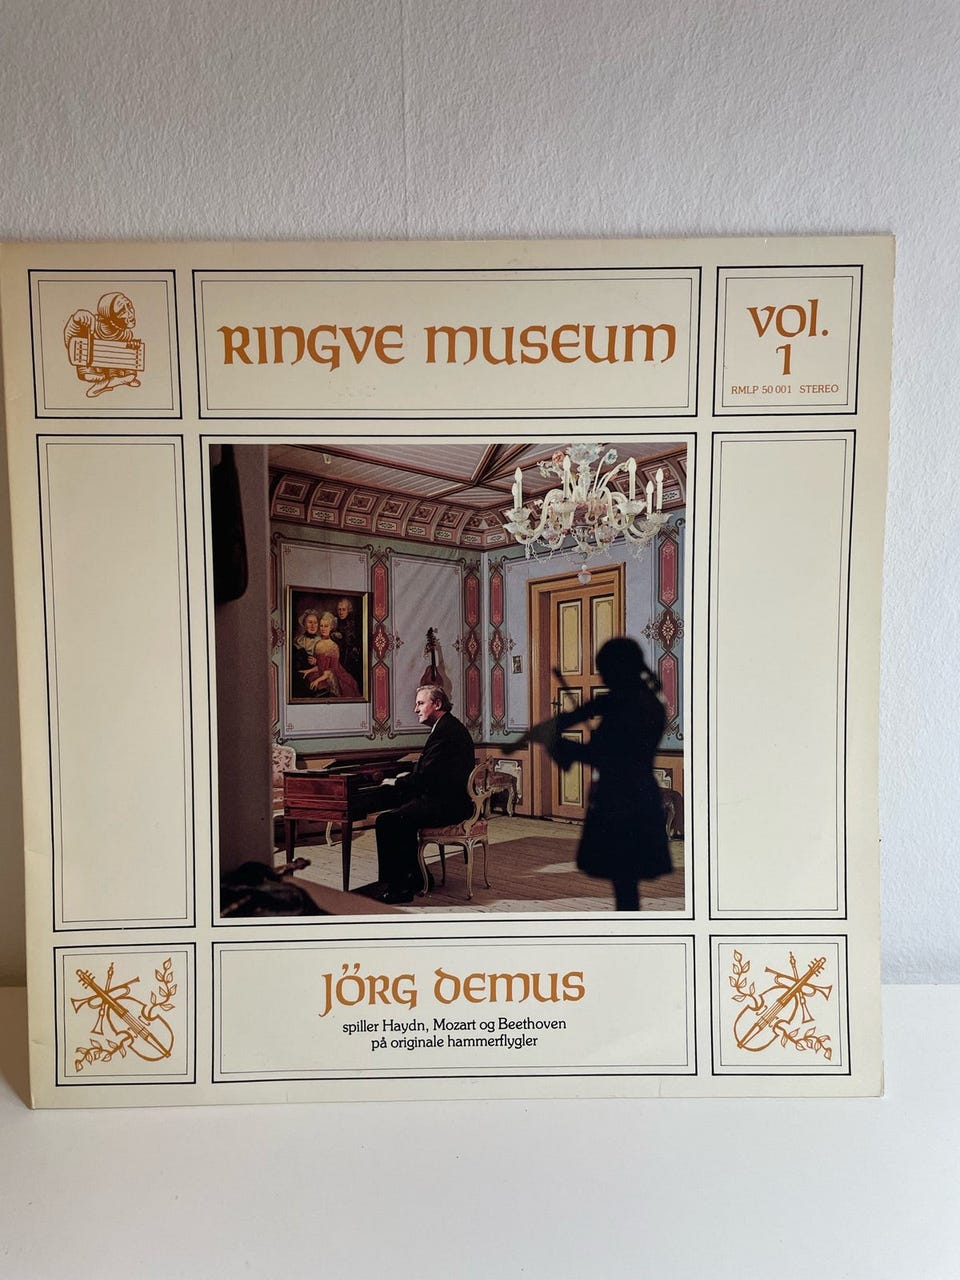 RINGVE MUSEUM
VOL.
1
RMLP 50 001 STEREO
JÖRG DEMUS
spiller Haydn, Mozart og Beethoven
på originale hammerflygler